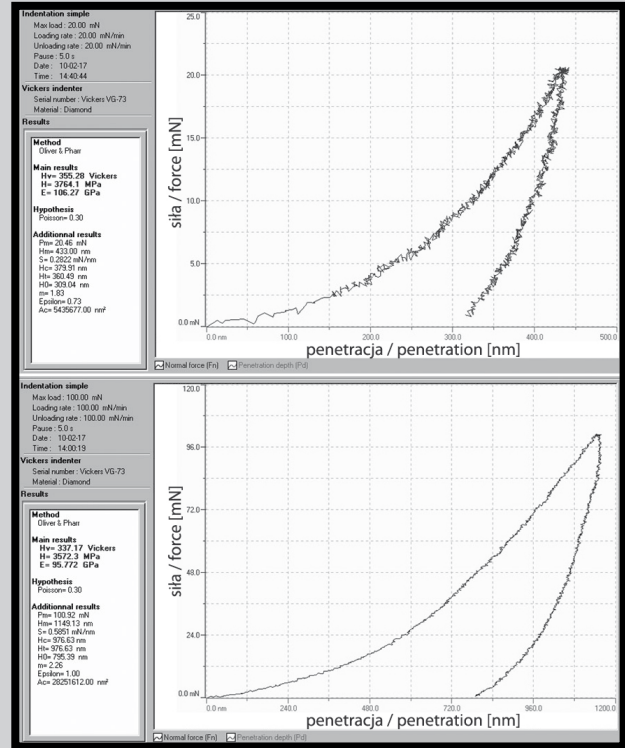 Indentation simple
Max load : 20.00 mN
Loading rate : 20.00 mN/min
Unloading rate : 20.00 mN/min
Pause : 5.0 s
Date : 10-02-17
Time : 14:40:44
Vickers indenter
Serial number : Vickers VG-73
Material : Diamond
Results
Method
Oliver & Pharr
Main results
Hv= 355.28 Vickers
H= 3764.1 MPa
E= 106.27 GPa
Hypothesis
Poisson= 0.30
Additionnal results
Pm= 20.46 mN
Hm= 433.00 nm
S= 0.2822 mN/nm
Hc= 379.91 nm
Ht= 360.49 nm
H0= 309.04 nm
m= 1.83
Epsilon= 0.73
Ac= 5435677.00 nm²
siła / force [mN]
25.0
20.0
15.0
10.0
5.0
0.0 mN
0.0 nm 100.0 200.0 300.0 400.0 500.0
penetracja / penetration [nm]
Normal force (Fn) Penetration depth (Pd)
Indentation simple
Max load : 100.00 mN
Loading rate : 100.00 mN/min
Unloading rate : 100.00 mN/min
Pause : 5.0 s
Date : 10-02-17
Time : 14:00:19
Vickers indenter
Serial number : Vickers VG-73
Material : Diamond
Results
Method
Oliver & Pharr
Main results
Hv= 337.17 Vickers
H= 3572.3 MPa
E= 95.772 GPa
Hypothesis
Poisson= 0.30
Additionnal results
Pm= 100.92 mN
Hm= 1149.13 nm
S= 0.5851 mN/nm
Hc= 976.63 nm
Ht= 976.63 nm
H0= 795.39 nm
m= 2.26
Epsilon= 1.00
Ac= 28251612.00 nm²
siła / force [mN]
120.0
96.0
72.0
48.0
24.0
0.0 mN
0.0 nm 240.0 480.0 720.0 960.0 1200.0
penetracja / penetration [nm]
Normal force (Fn) Penetration depth (Pd)